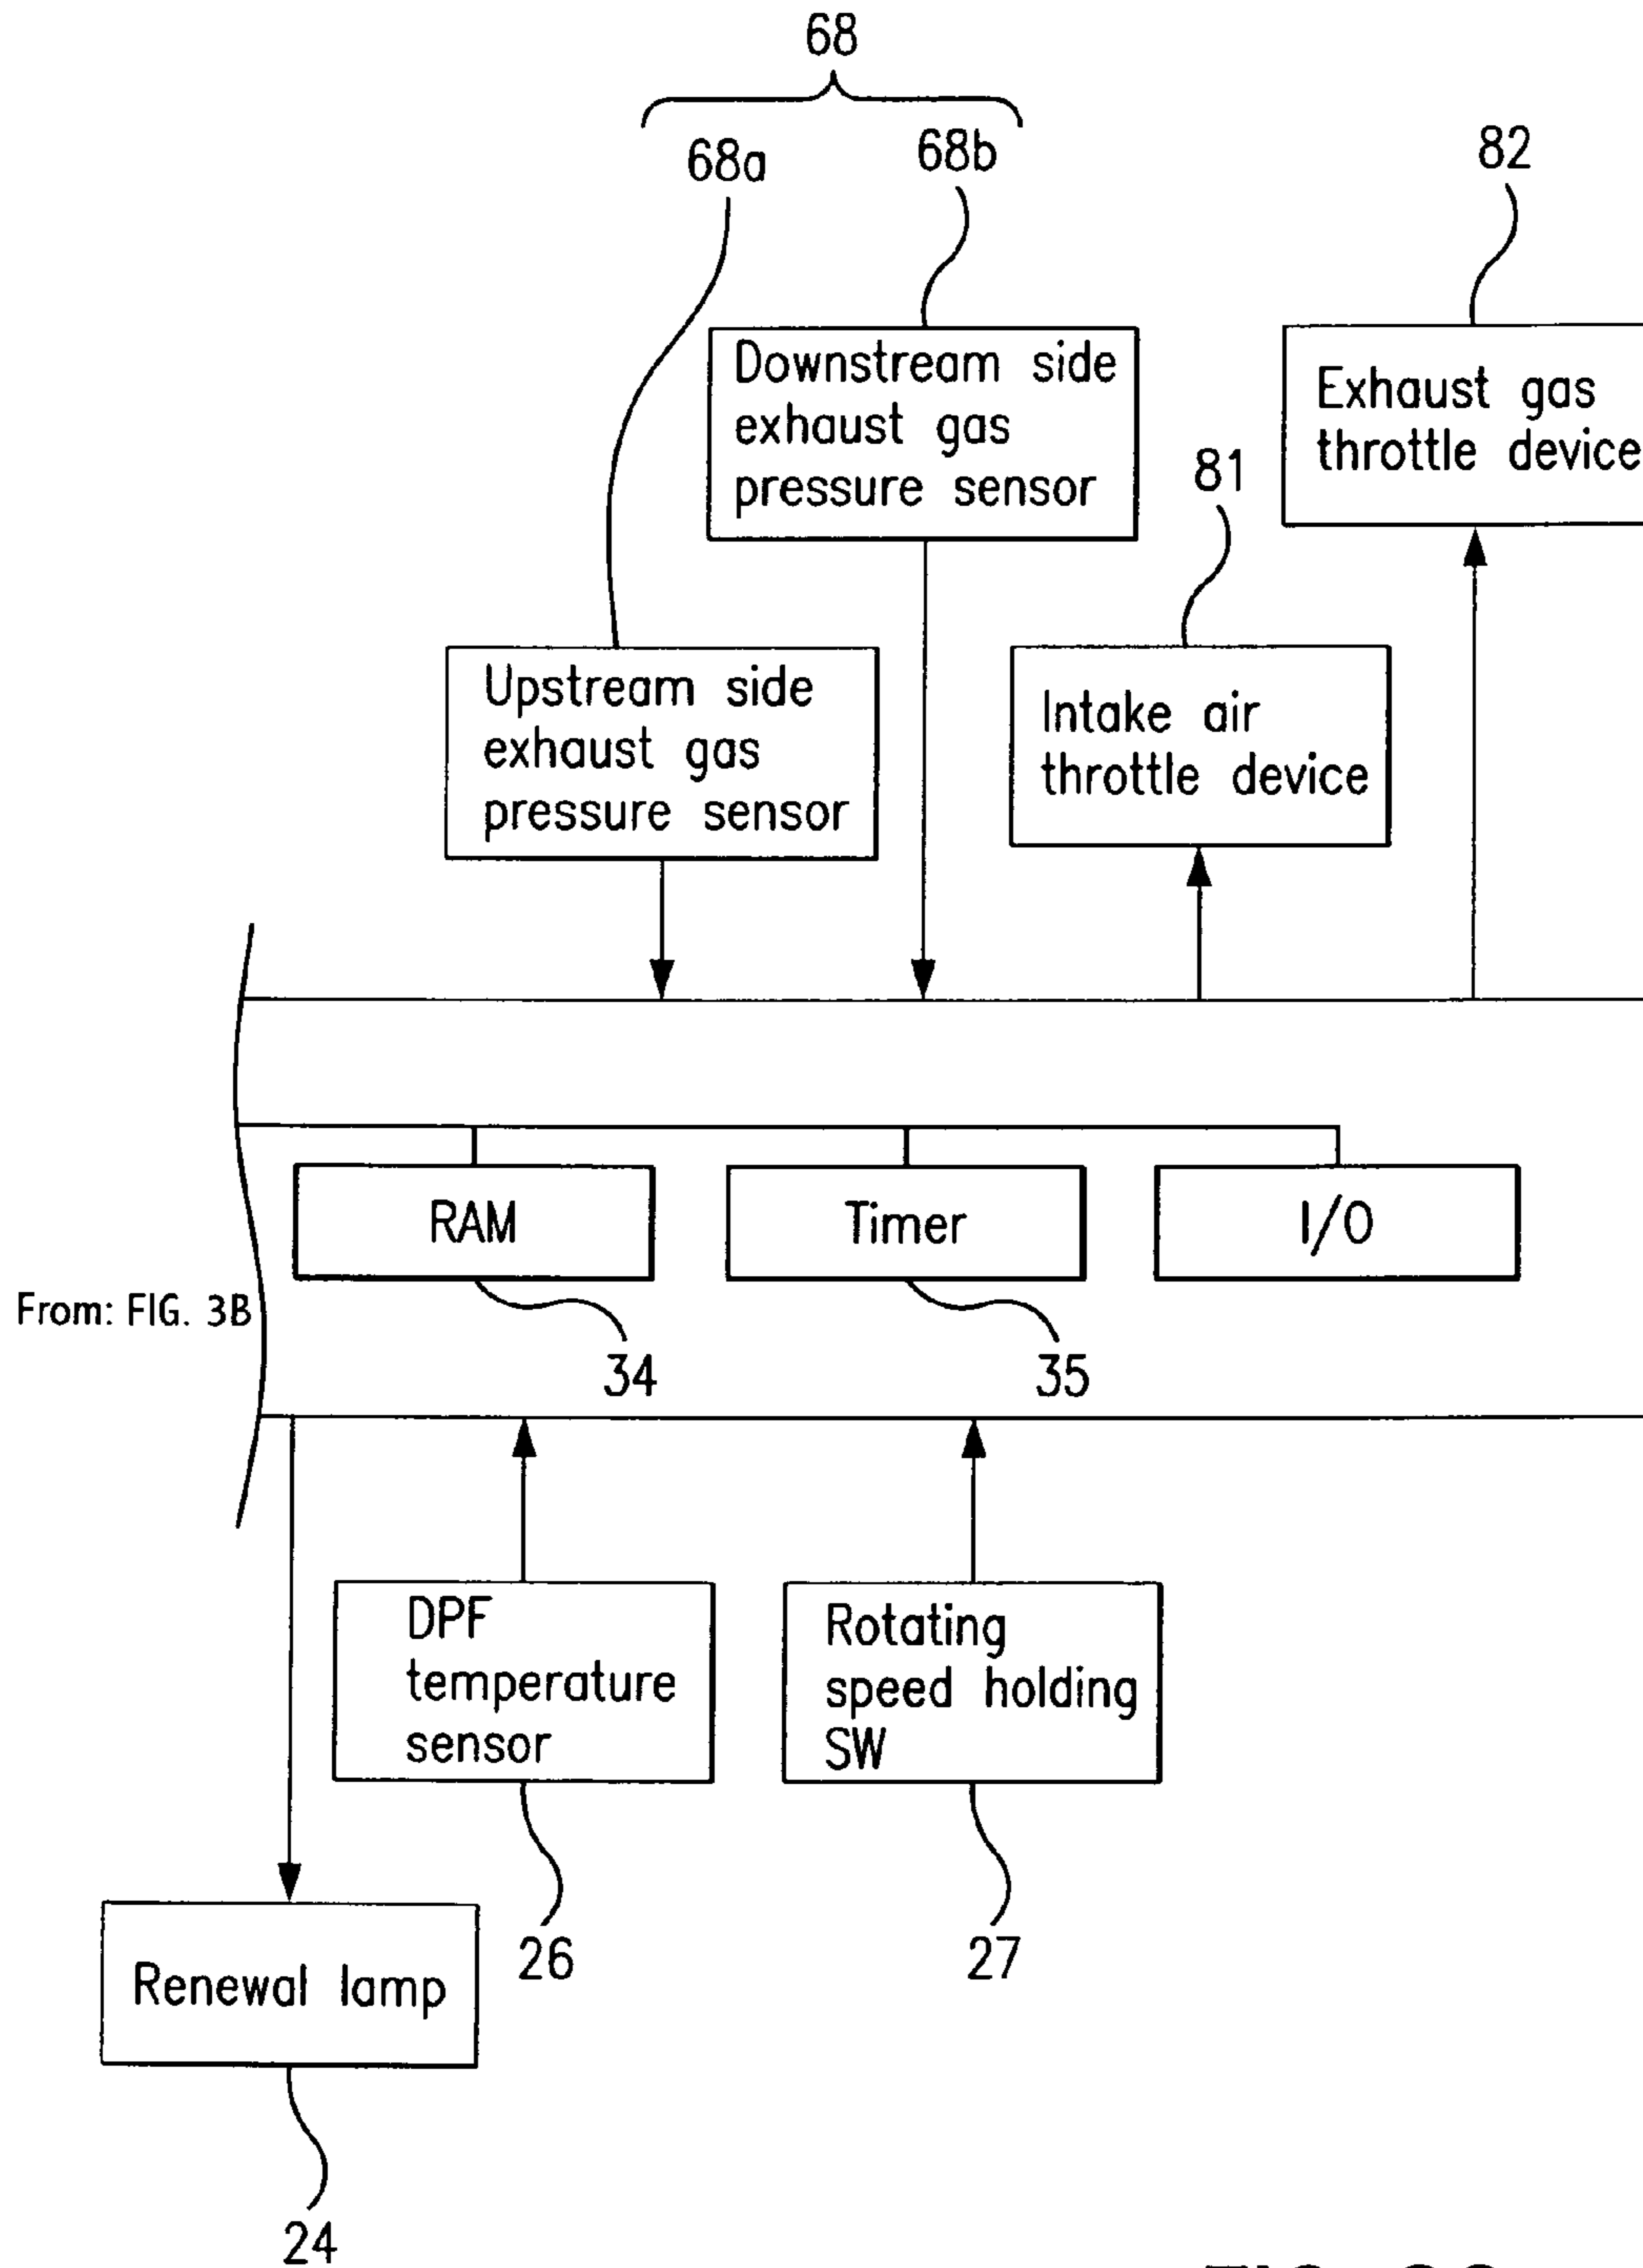 68
68a
68b
82
Downstream side
exhaust gas
pressure sensor
Exhaust gas
throttle device
81
Upstream side
exhaust gas
pressure sensor
Intake air
throttle device
RAM
Timer
I/O
From: FIG. 3B
34
35
DPF
temperature
sensor
Rotating
speed holding
SW
26
27
Renewal lamp
24